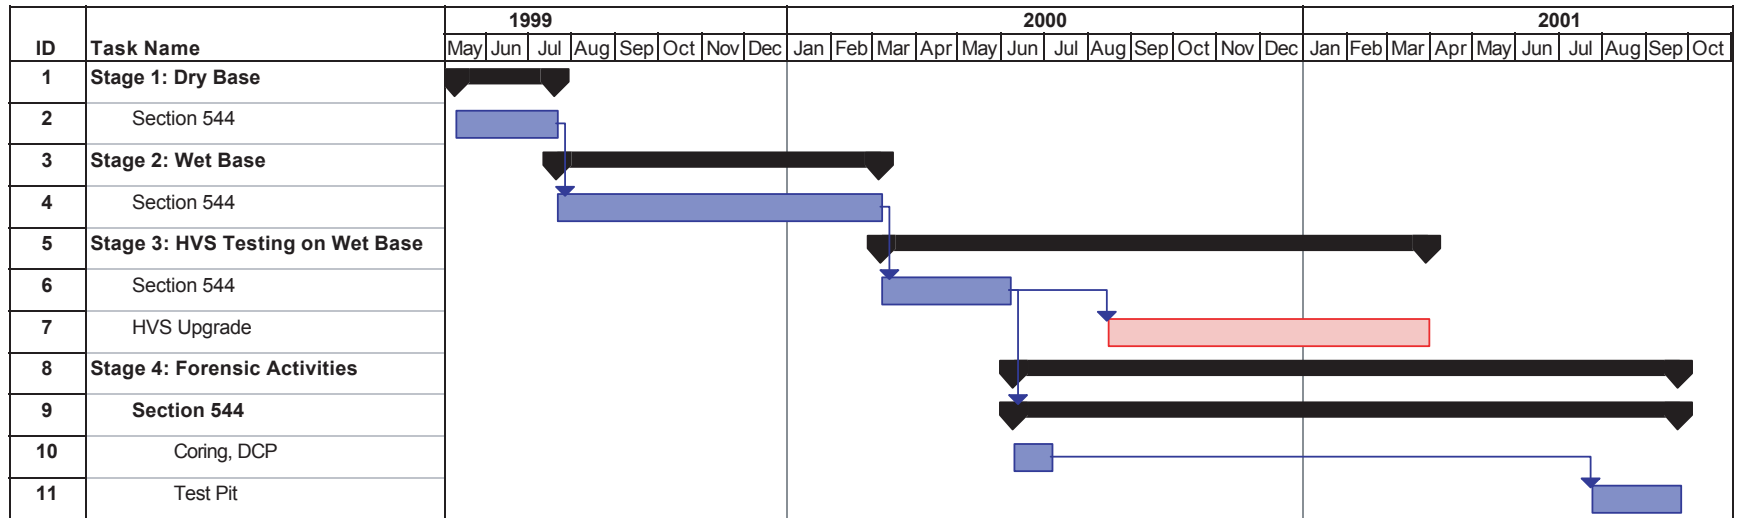 1999 2000 2001
ID Task Name May Jun Jul Aug Sep Oct Nov Dec Jan Feb Mar Apr May Jun Jul Aug Sep Oct Nov Dec Jan Feb Mar Apr May Jun Jul Aug Sep Oct
1 Stage 1: Dry Base
2 Section 544
3 Stage 2: Wet Base
4 Section 544
5 Stage 3: HVS Testing on Wet Base
6 Section 544
7 HVS Upgrade
8 Stage 4: Forensic Activities
9 Section 544
10 Coring, DCP
11 Test Pit